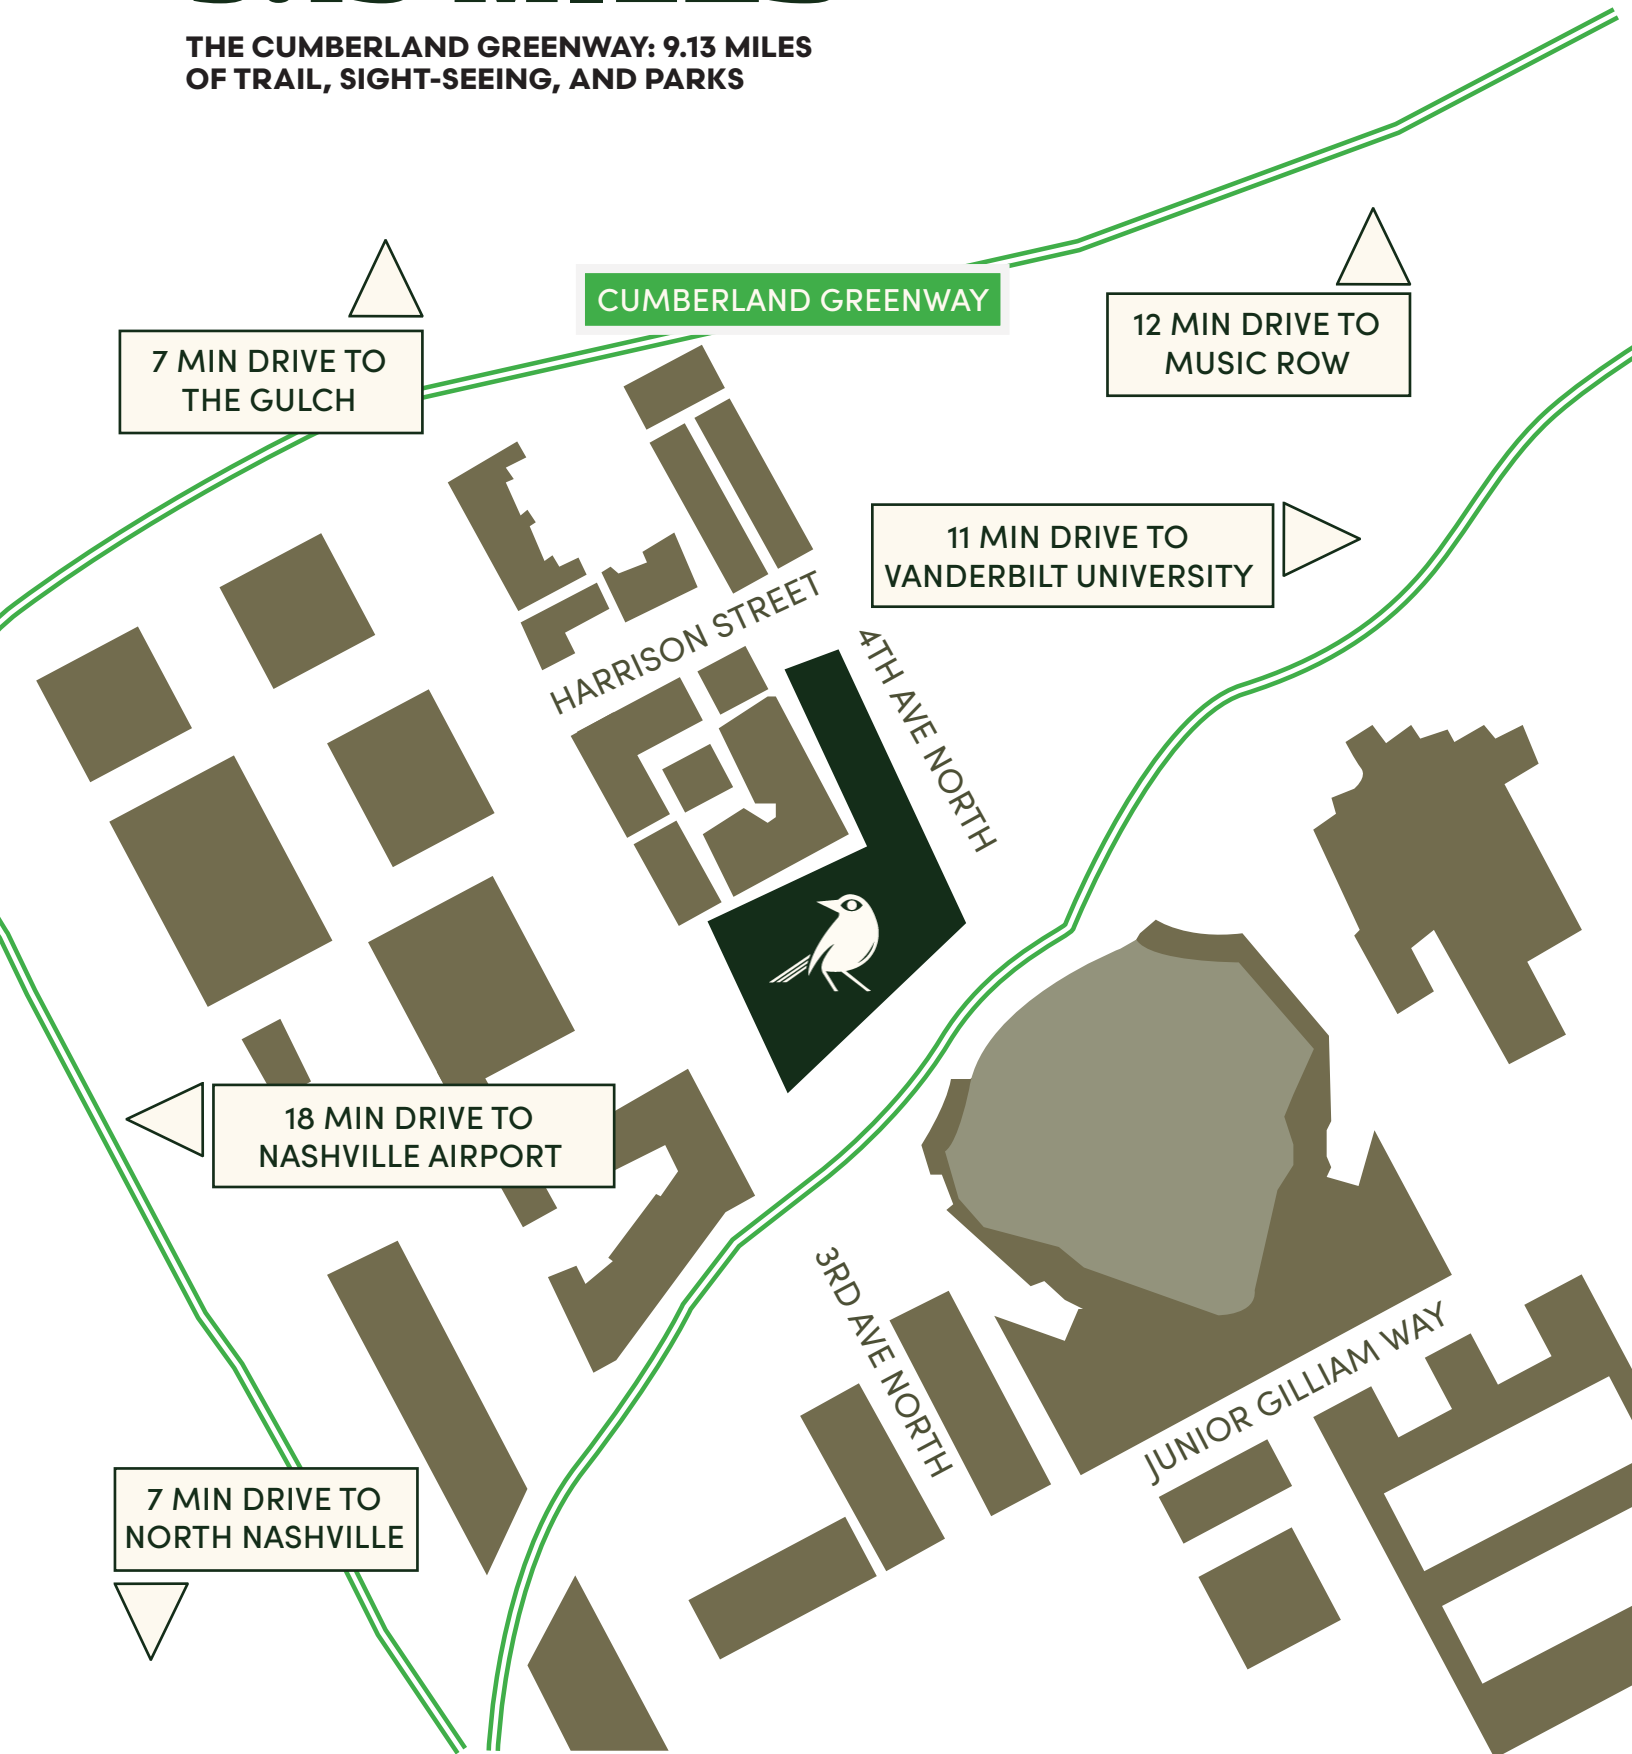 THE CUMBERLAND GREENWAY: 9.13 MILES
OF TRAIL, SIGHT-SEEING, AND PARKS
CUMBERLAND GREENWAY
12 MIN DRIVE TO
MUSIC ROW
7 MIN DRIVE TO
THE GULCH
11 MIN DRIVE TO
VANDERBILT UNIVERSITY
HARRISON STREET
4TH AVE NORTH
18 MIN DRIVE TO
NASHVILLE AIRPORT
3RD AVE NORTH
JUNIOR GILLIAM WAY
7 MIN DRIVE TO
NORTH NASHVILLE